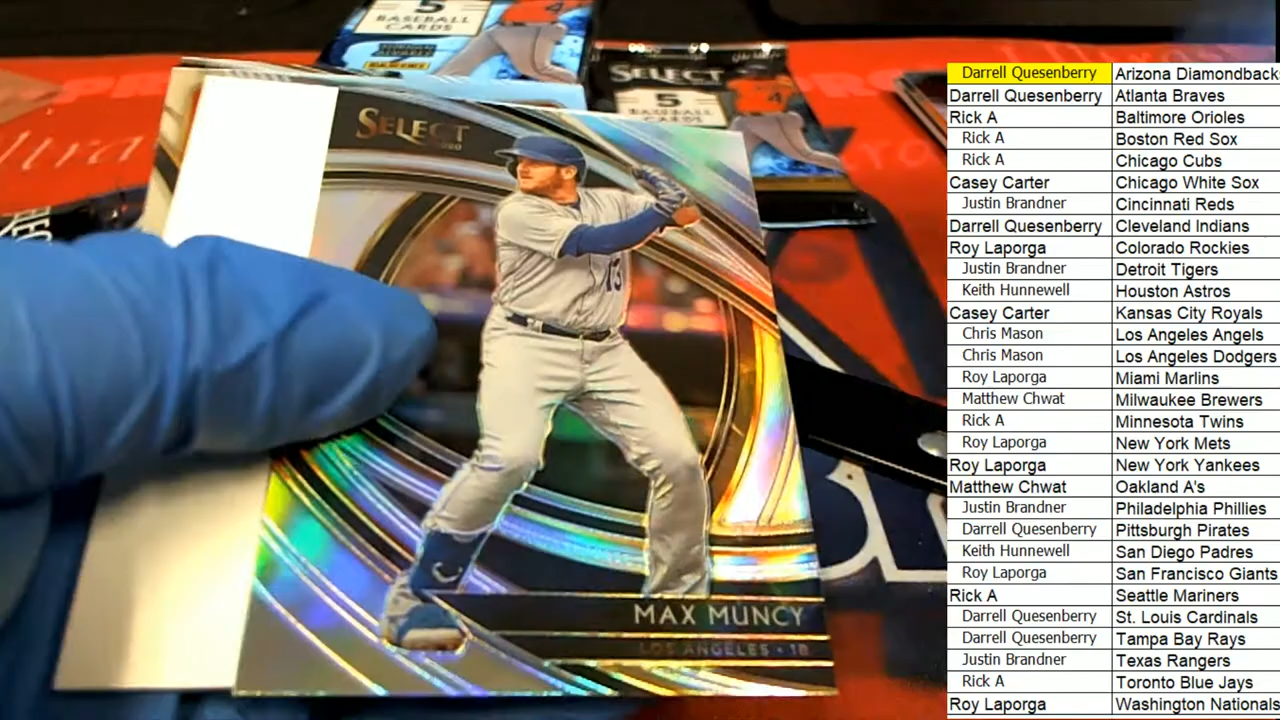 5
BASEBALL
CARDS
SELECT
5
BASEBALL
CARDS
SELECT
2020
13
MAX MUNCY
LOS ANGELES • 1B
Darrell Quesenberry Arizona Diamondback
Darrell Quesenberry Atlanta Braves
Rick A Baltimore Orioles
Rick A Boston Red Sox
Rick A Chicago Cubs
Casey Carter Chicago White Sox
Justin Brandner Cincinnati Reds
Darrell Quesenberry Cleveland Indians
Roy Laporga Colorado Rockies
Justin Brandner Detroit Tigers
Keith Hunnewell Houston Astros
Casey Carter Kansas City Royals
Chris Mason Los Angeles Angels
Chris Mason Los Angeles Dodgers
Roy Laporga Miami Marlins
Matthew Chwat Milwaukee Brewers
Rick A Minnesota Twins
Roy Laporga New York Mets
Roy Laporga New York Yankees
Matthew Chwat Oakland A's
Justin Brandner Philadelphia Phillies
Darrell Quesenberry Pittsburgh Pirates
Keith Hunnewell San Diego Padres
Roy Laporga San Francisco Giants
Rick A Seattle Mariners
Darrell Quesenberry St. Louis Cardinals
Darrell Quesenberry Tampa Bay Rays
Justin Brandner Texas Rangers
Rick A Toronto Blue Jays
Roy Laporga Washington Nationals